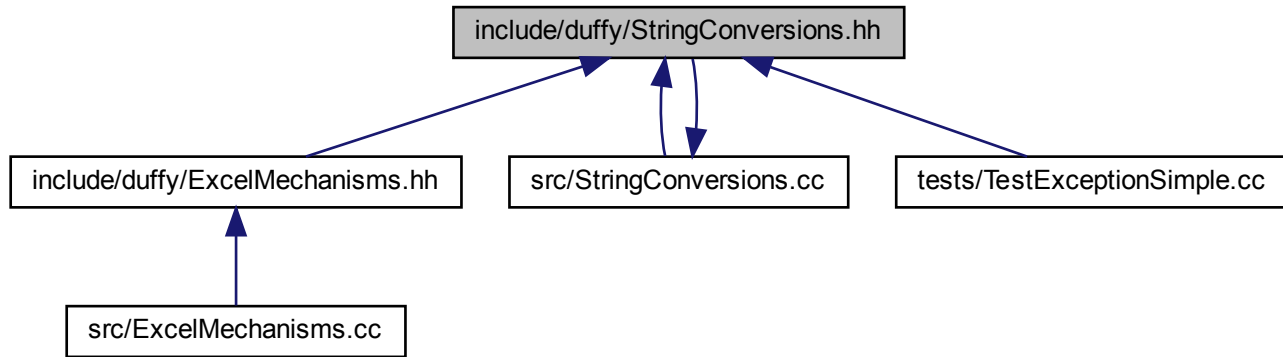 include/duffy/StringConversions.hh
include/duffy/ExcelMechanisms.hh
src/StringConversions.cc
tests/TestExceptionSimple.cc
src/ExcelMechanisms.cc